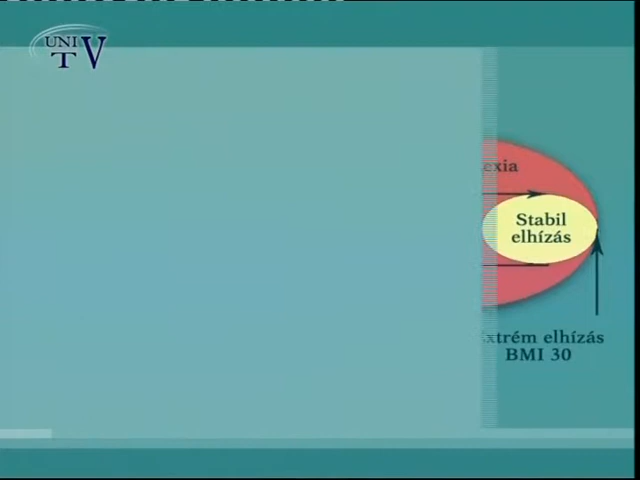 UNI
TV
exia
Stabil
elhízás
xtrém elhízás
BMI 30